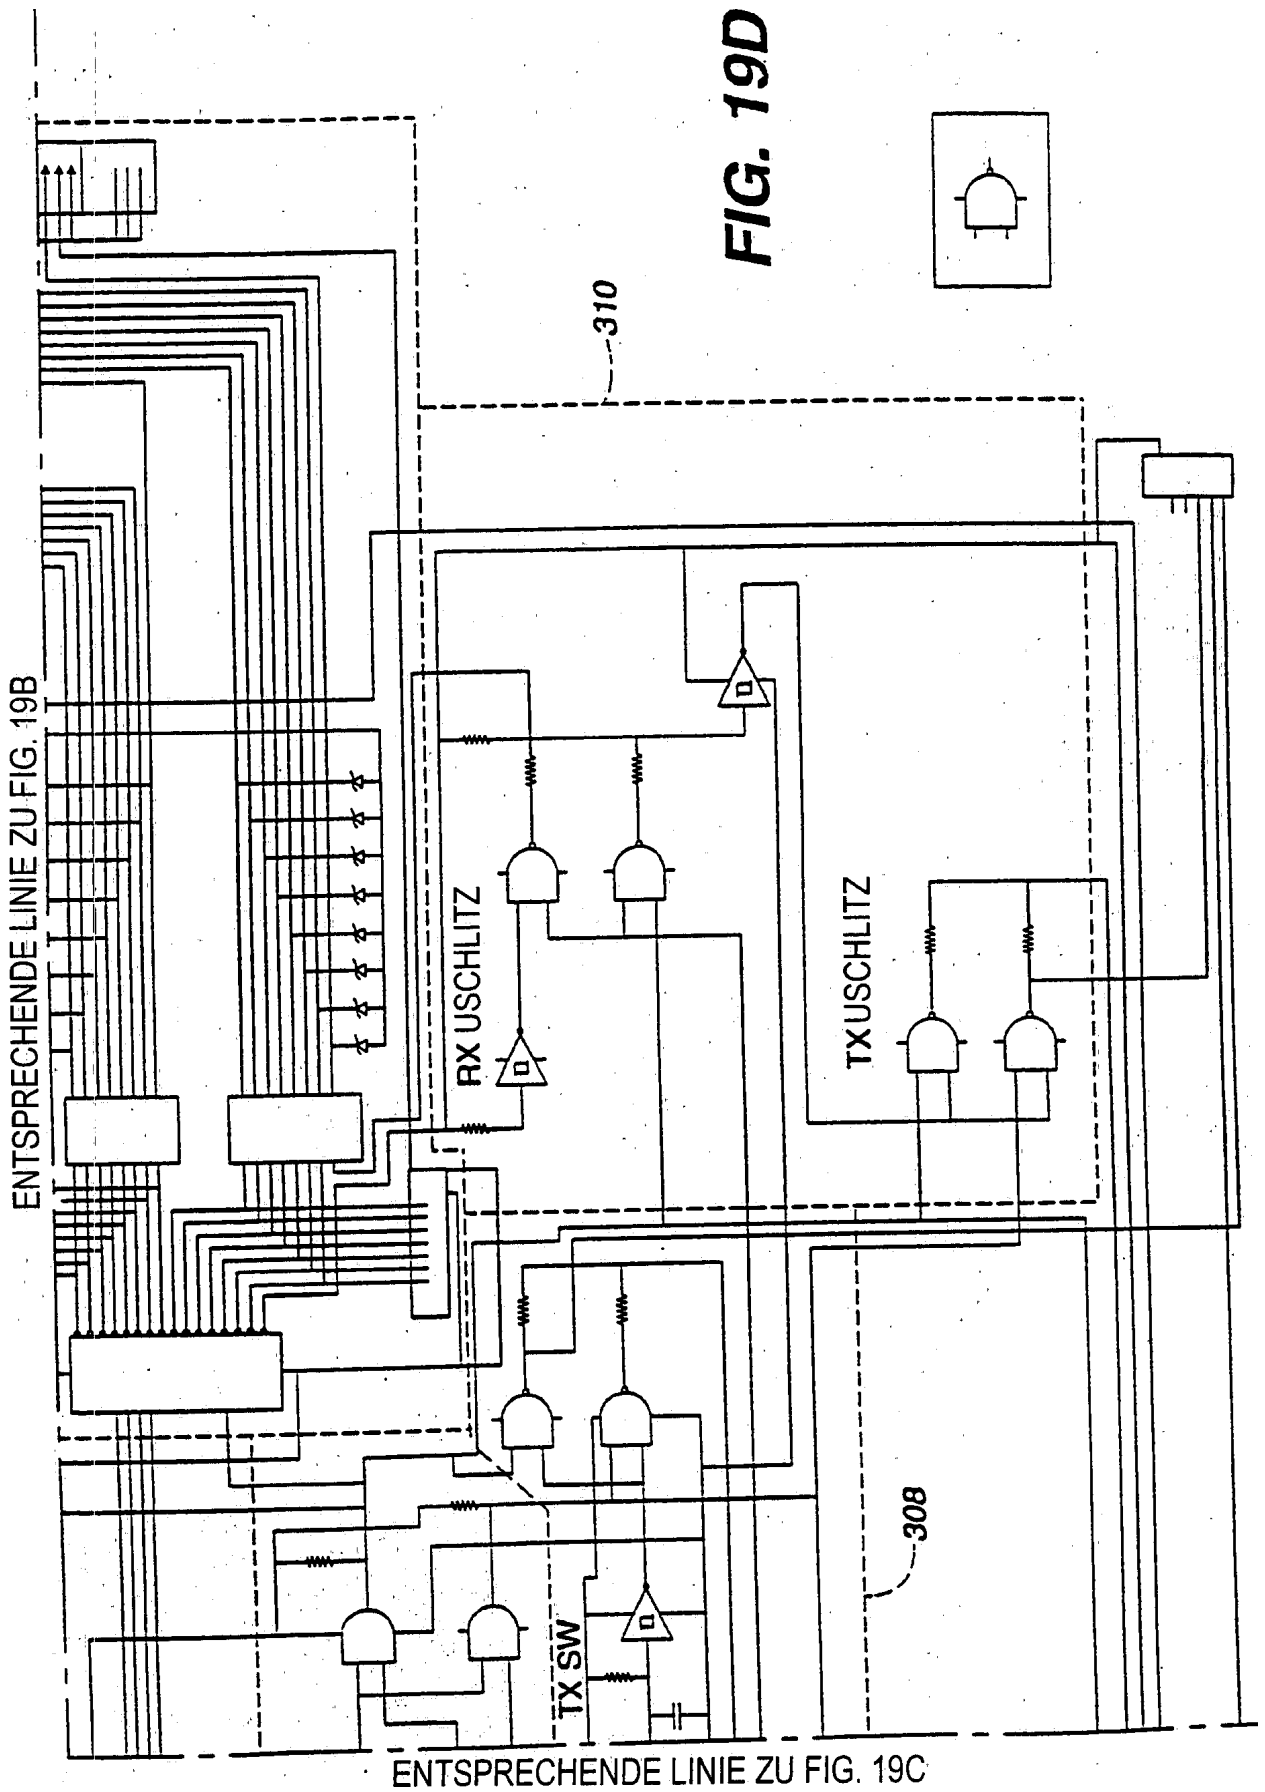 FIG. 19D
ENTSPRECHENDE LINIE ZU FIG. 19B
310
RX USCHLITZ
TX USCHLITZ
TX SW
308
ENTSPRECHENDE LINIE ZU FIG. 19C